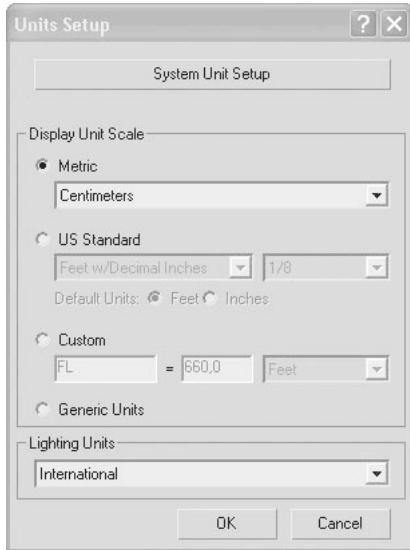 Units Setup
System Unit Setup
Display Unit Scale
Metric
Centimeters
US Standard
Feet w/Decimal Inches 1/8
Default Units: Feet Inches
Custom
FL = 660,0 Feet
Generic Units
Lighting Units
International
OK Cancel